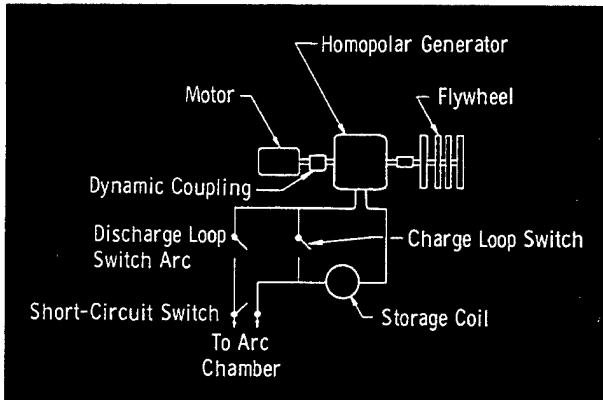 Homopolar Generator
Motor
Flywheel
Dynamic Coupling
Discharge Loop
Switch Arc
Charge Loop Switch
Short-Circuit Switch
Storage Coil
To Arc
Chamber